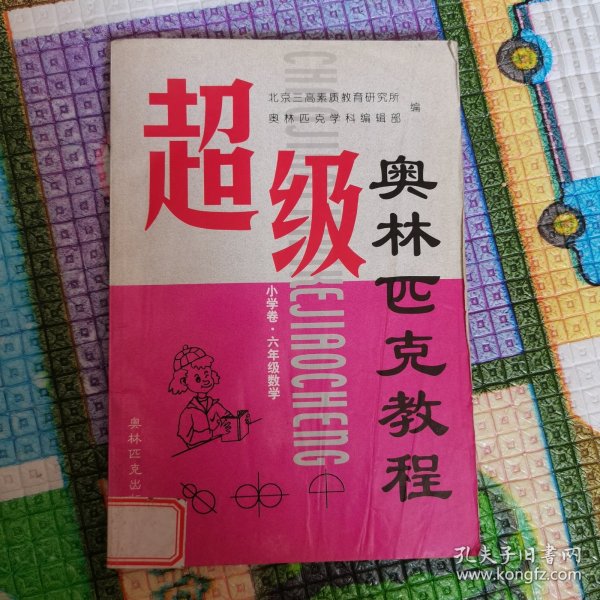 北京三高素质教育研究所
奥林匹克学科编辑部
编
超级
奥林匹克教程
小学卷·六年级数学
KEJIAOCHENG
奥林匹克出
孔夫子旧书网
www.kongfz.com